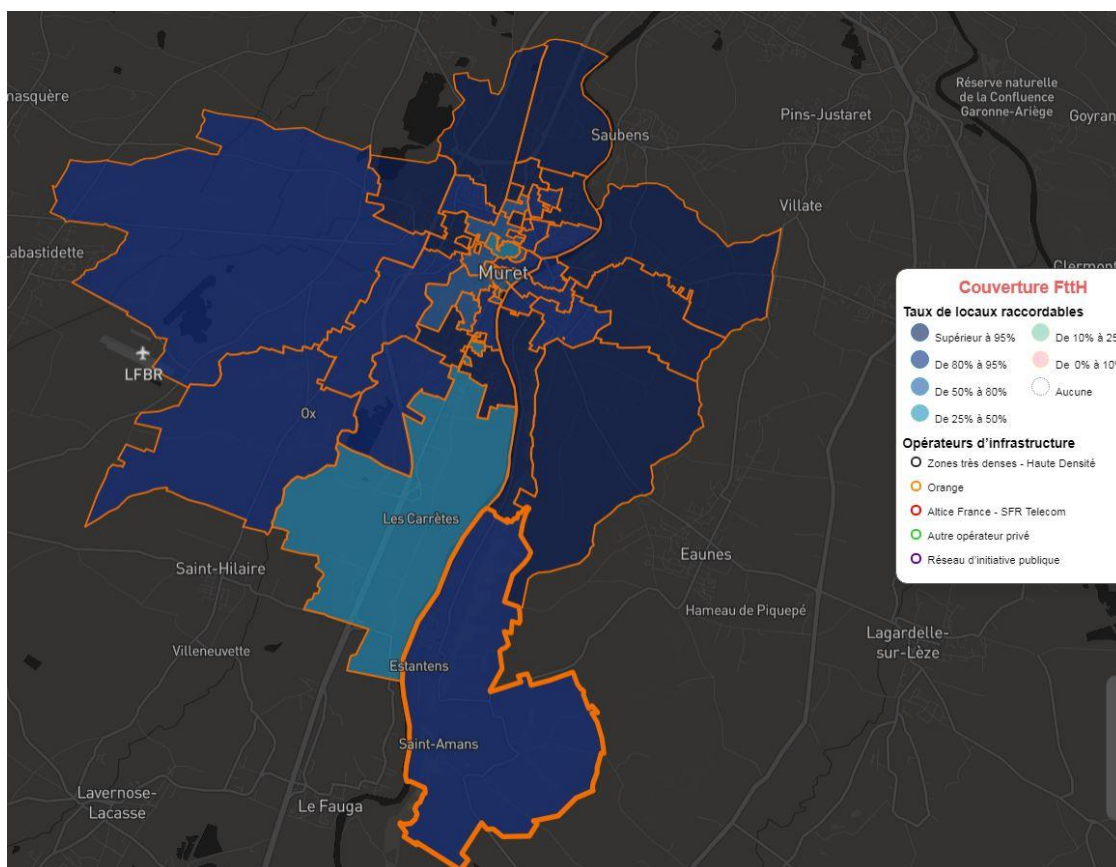 Réserve naturelle
de la Confluence
Garonne-Ariège
Pins-Justaret
Goyran
Saubens
Villate
Muret
LFBR
Ox
Les Carrètes
Saint-Hilaire
Eaunes
Hameau de Piquepé
Lagardelle-
sur-Lèze
Villeneuvette
Estantens
Saint-Amans
Lavernose-
Lacasse
Le Fauga
masquère
Labastidette
Clermont
Couverture FttH
Taux de locaux raccordables
Supérieur à 95%
De 80% à 95%
De 50% à 80%
De 25% à 50%
De 10% à 25
De 0% à 10%
Aucune
Opérateurs d'infrastructure
Zones très denses - Haute Densité
Orange
Altice France - SFR Telecom
Autre opérateur privé
Réseau d'initiative publique